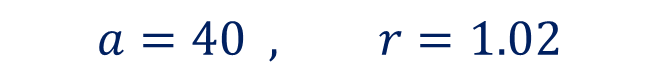 a = 40 , r = 1.02